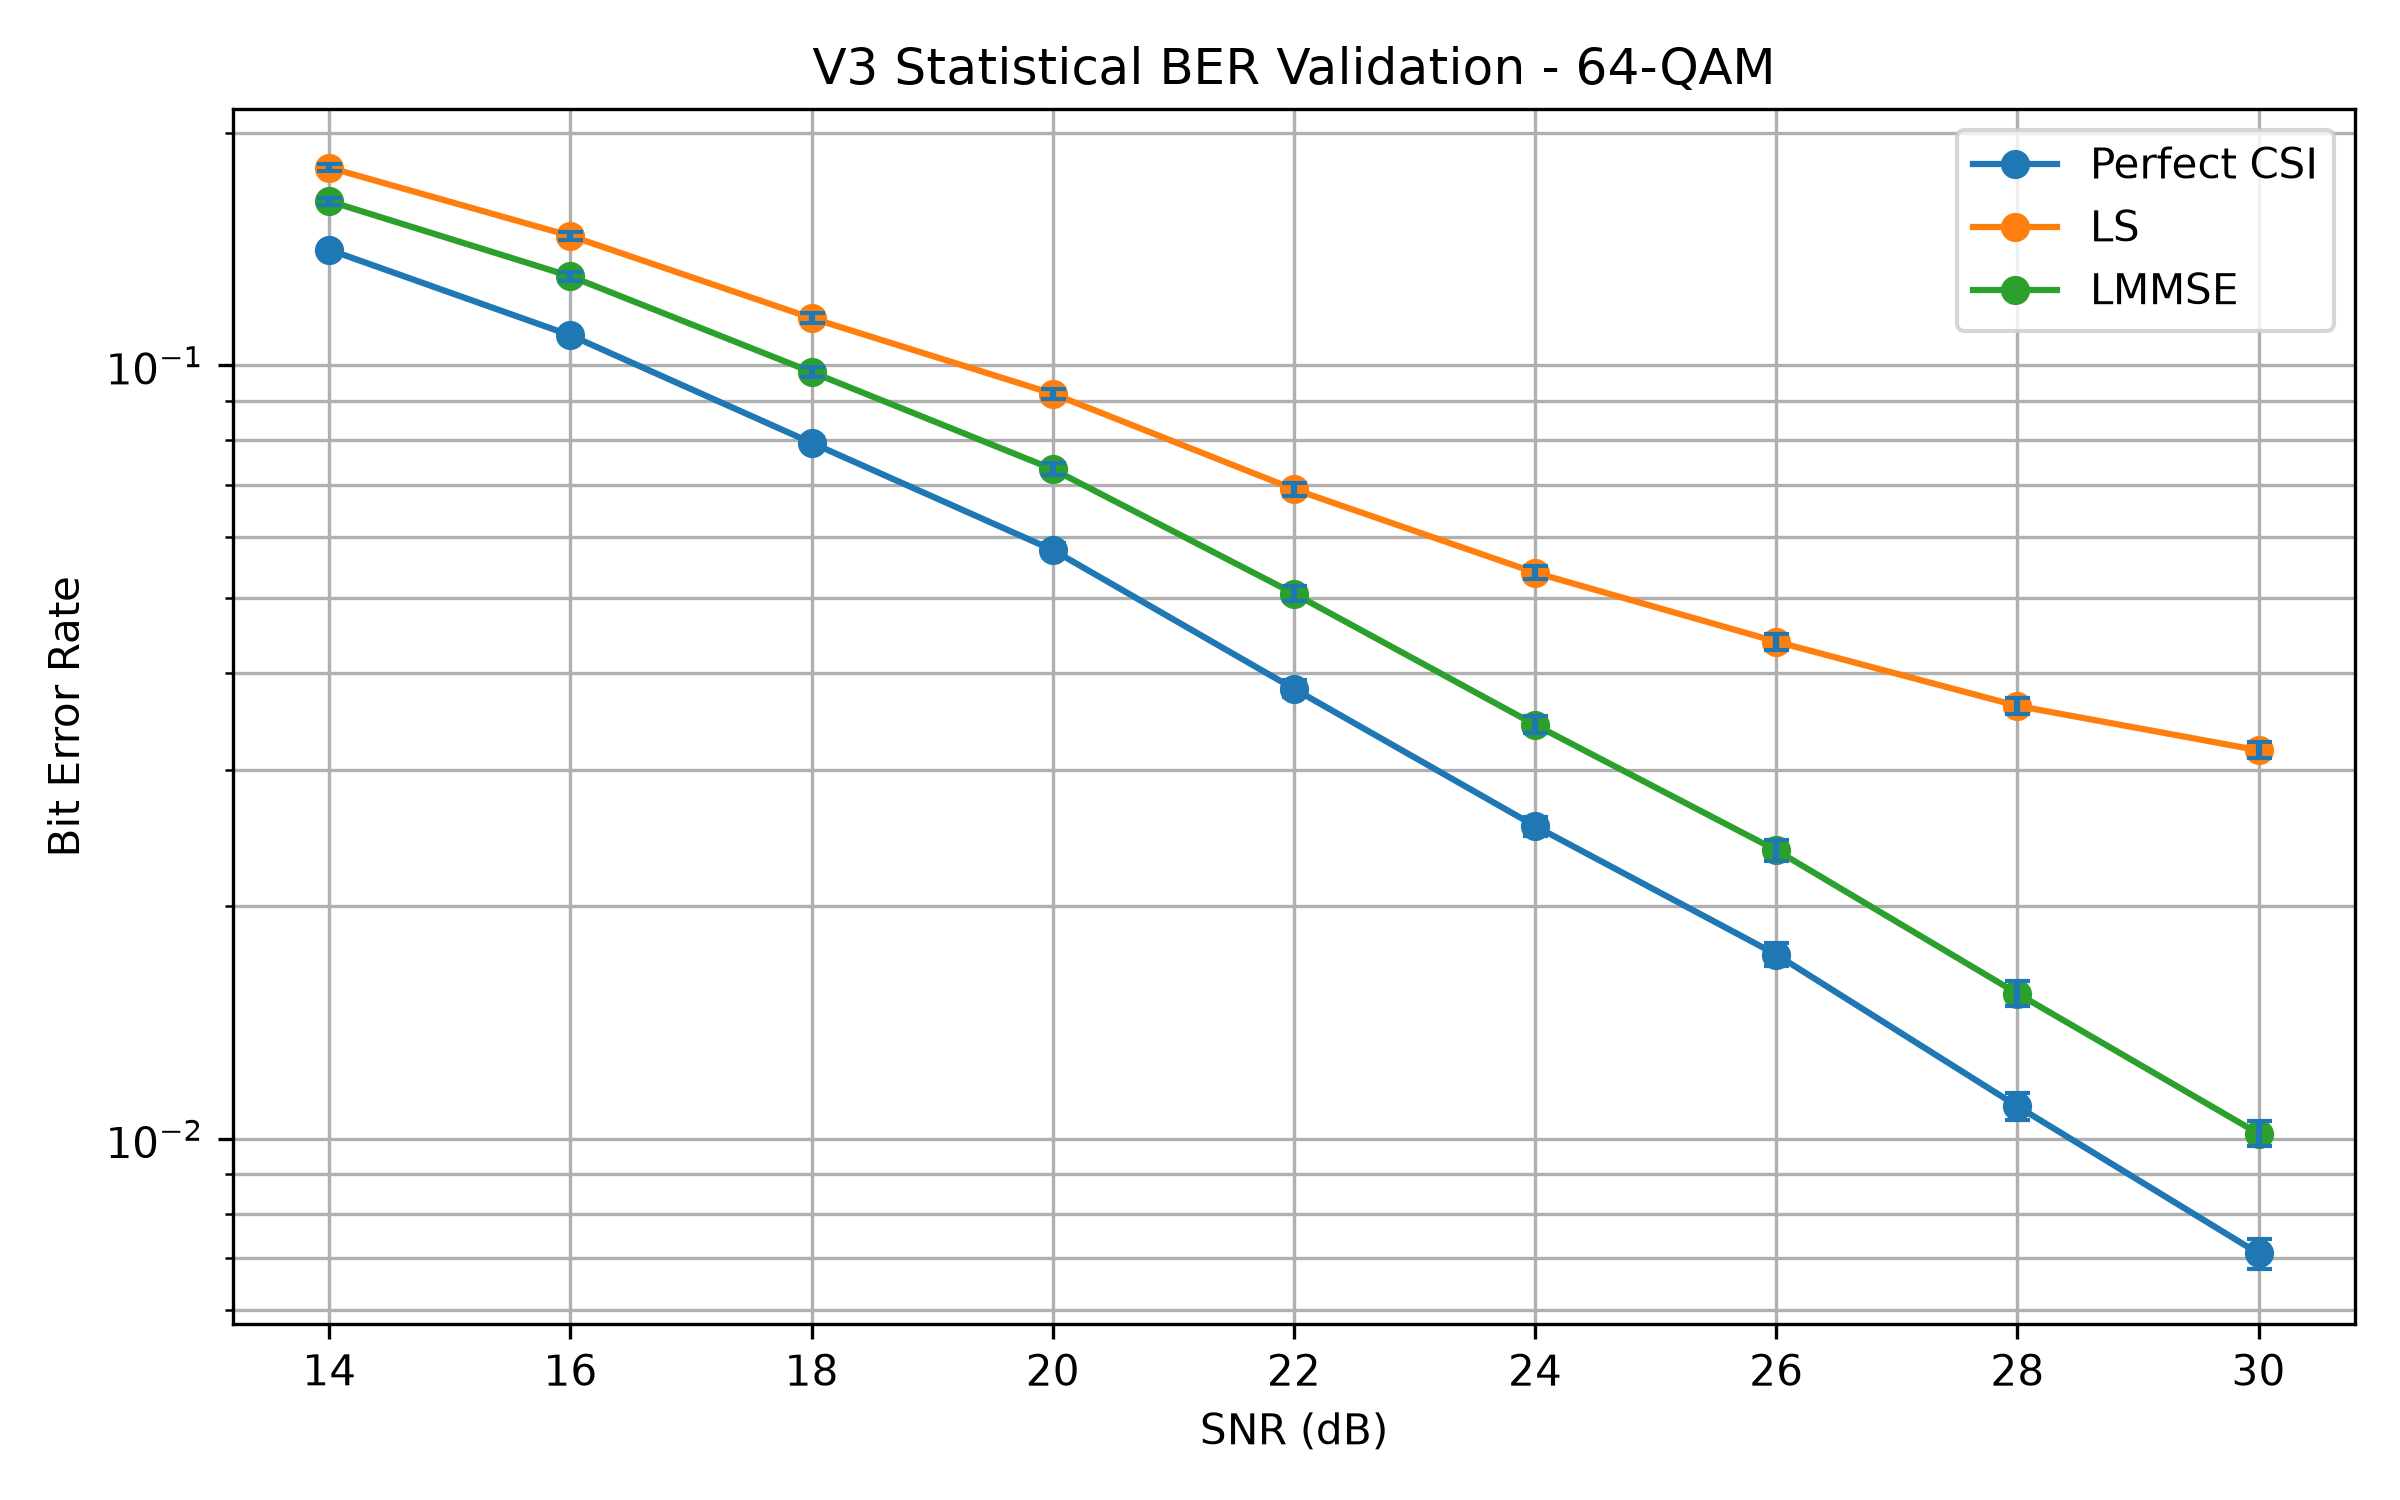 V3 Statistical BER Validation - 64-QAM
Perfect CSI
LS
LMMSE
10⁻¹
10⁻²
Bit Error Rate
14 16 18 20 22 24 26 28 30
SNR (dB)